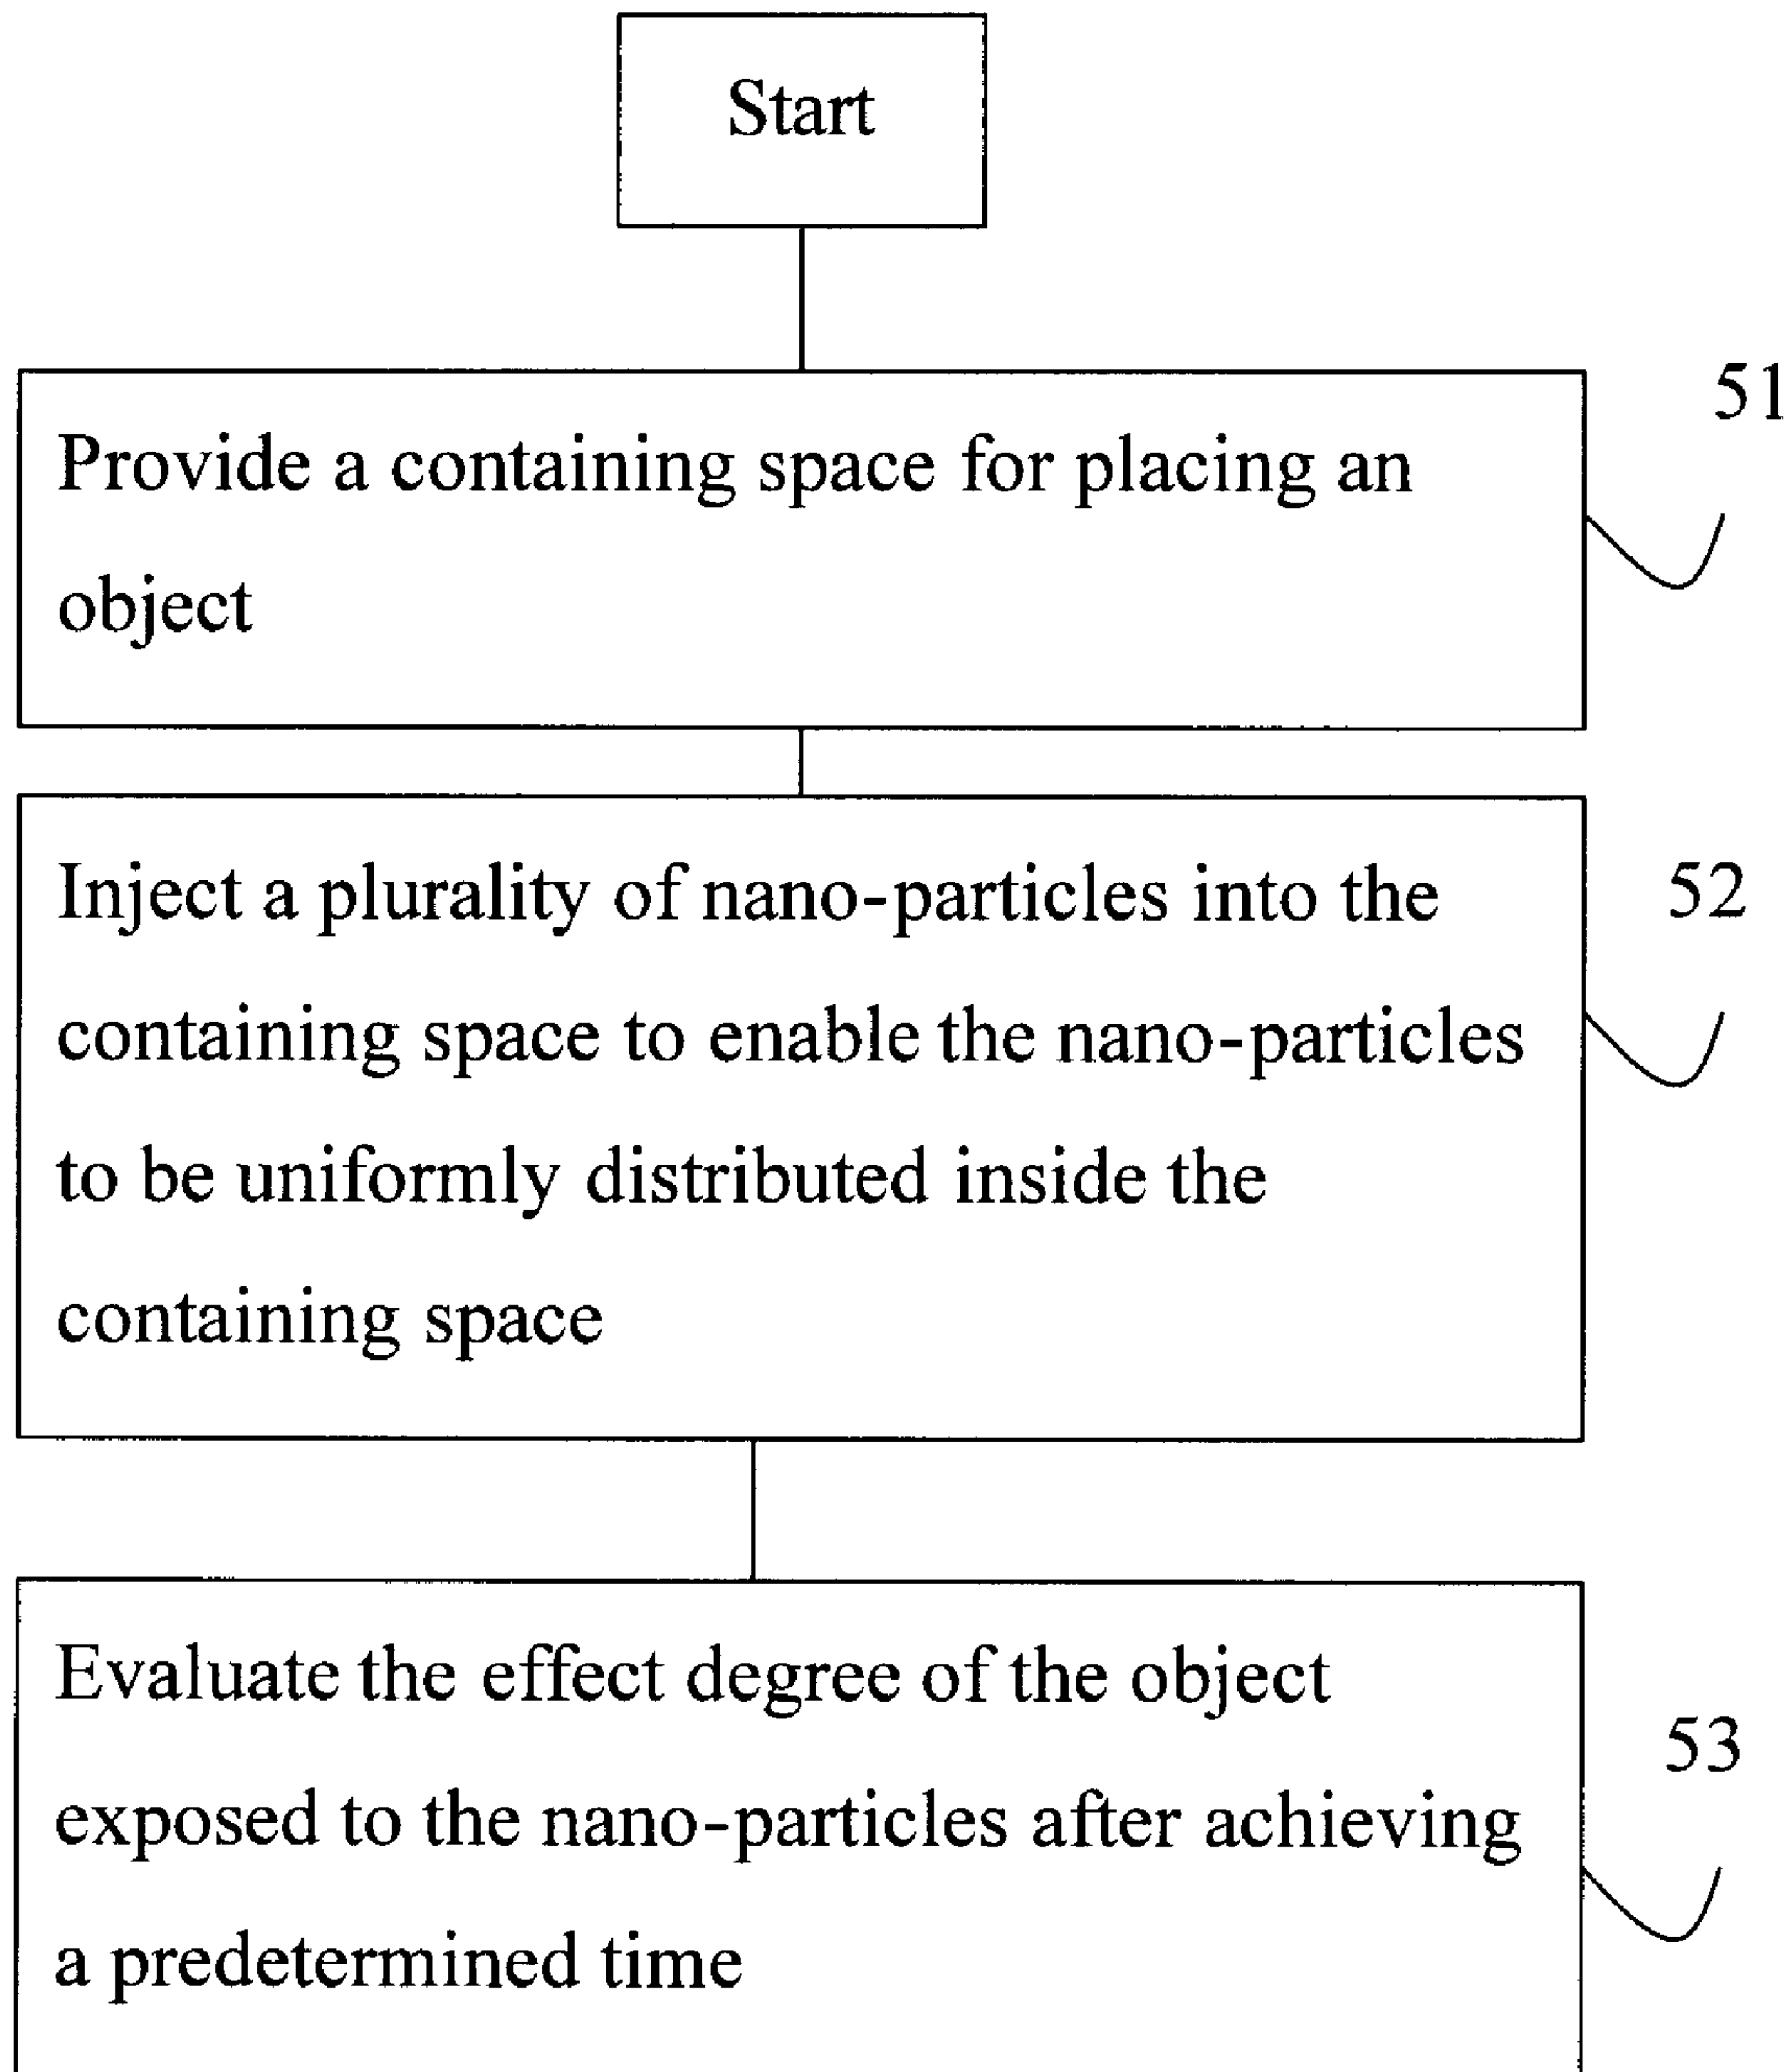 Start
51
Provide a containing space for placing an
object
52
Inject a plurality of nano-particles into the
containing space to enable the nano-particles
to be uniformly distributed inside the
containing space
53
Evaluate the effect degree of the object
exposed to the nano-particles after achieving
a predetermined time